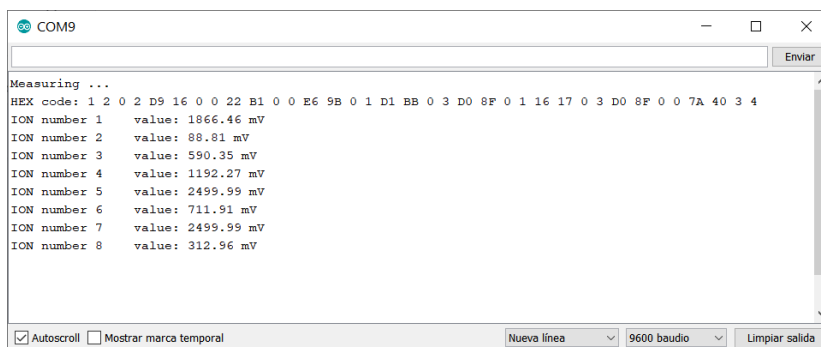 COM9
Enviar
Measuring ...
HEX code: 1 2 0 2 D9 16 0 0 22 B1 0 0 E6 9B 0 1 D1 BB 0 3 D0 8F 0 1 16 17 0 3 D0 8F 0 0 7A 40 3 4
ION number 1 value: 1866.46 mV
ION number 2 value: 88.81 mV
ION number 3 value: 590.35 mV
ION number 4 value: 1192.27 mV
ION number 5 value: 2499.99 mV
ION number 6 value: 711.91 mV
ION number 7 value: 2499.99 mV
ION number 8 value: 312.96 mV
Autoscroll Mostrar marca temporal Nueva línea 9600 baudio Limpiar salida